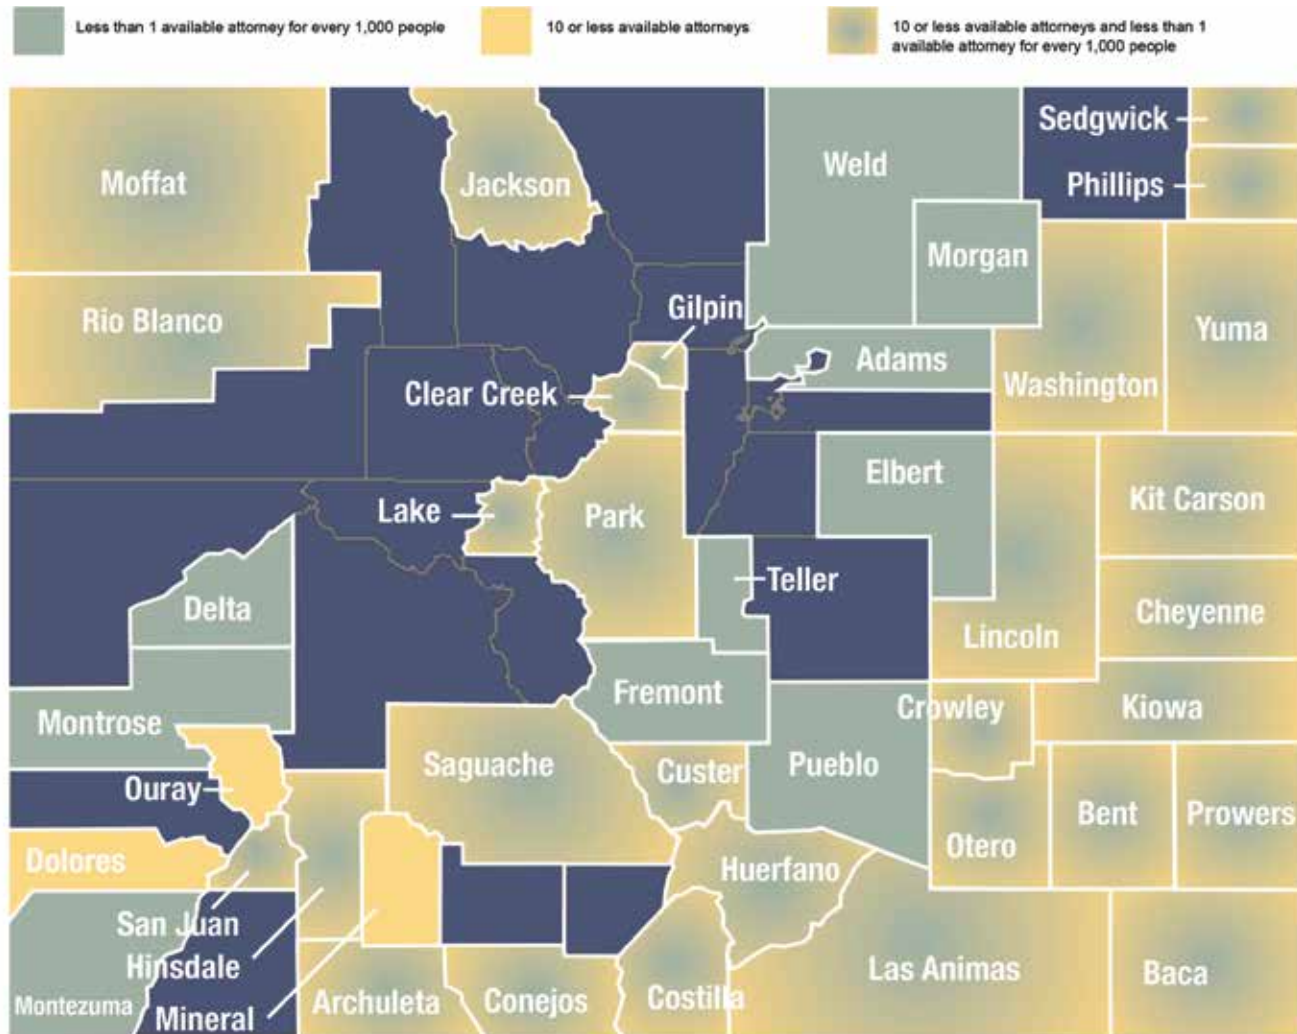 Less than 1 available attorney for every 1,000 people
10 or less available attorneys
10 or less available attorneys and less than 1
available attorney for every 1,000 people
Sedgwick
Weld
Moffat
Jackson
Phillips
Morgan
Gilpin
Rio Blanco
Yuma
Adams
Washington
Clear Creek
Elbert
Kit Carson
Lake
Park
Teller
Delta
Cheyenne
Lincoln
Fremont
Crowley
Kiowa
Montrose
Saguache
Custer
Pueblo
Ouray
Bent
Prowers
Otero
Dolores
Huerfano
San Juan
Hinsdale
Las Animas
Baca
Montezuma
Archuleta
Conejos
Costilla
Mineral